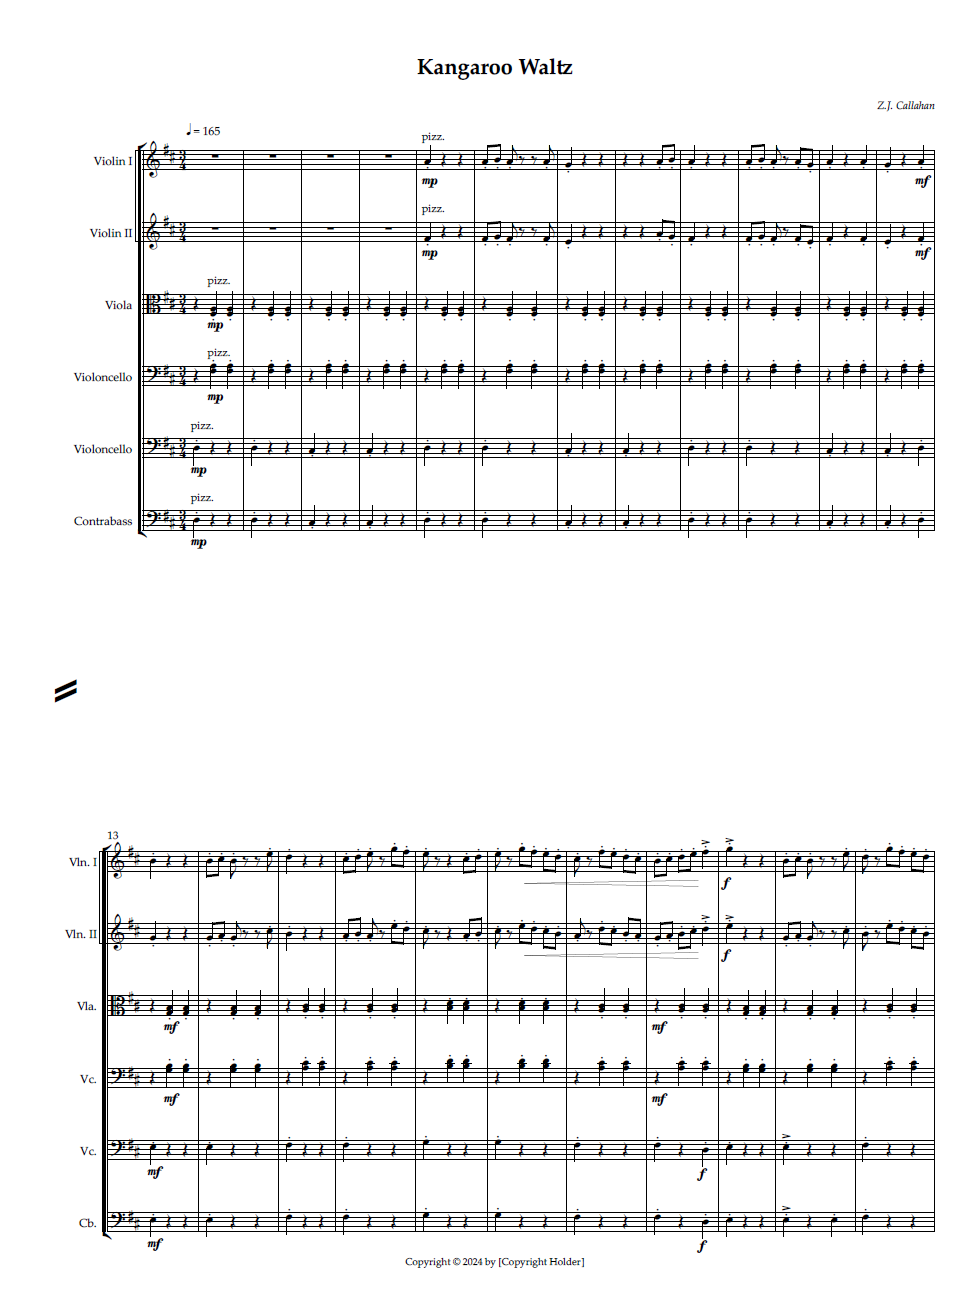 Kangaroo Waltz
Z.J. Callahan
♩ = 165
pizz.
Violin I
mp
mf
pizz.
Violin II
mp
mf
pizz.
Viola
mp
pizz.
Violoncello
mp
pizz.
Violoncello
mp
pizz.
Contrabass
mp
13
Vln. I
f
Vln. II
f
Vla.
mf
mf
Vc.
mf
mf
Vc.
mf
f
Cb.
mf
f
Copyright © 2024 by [Copyright Holder]